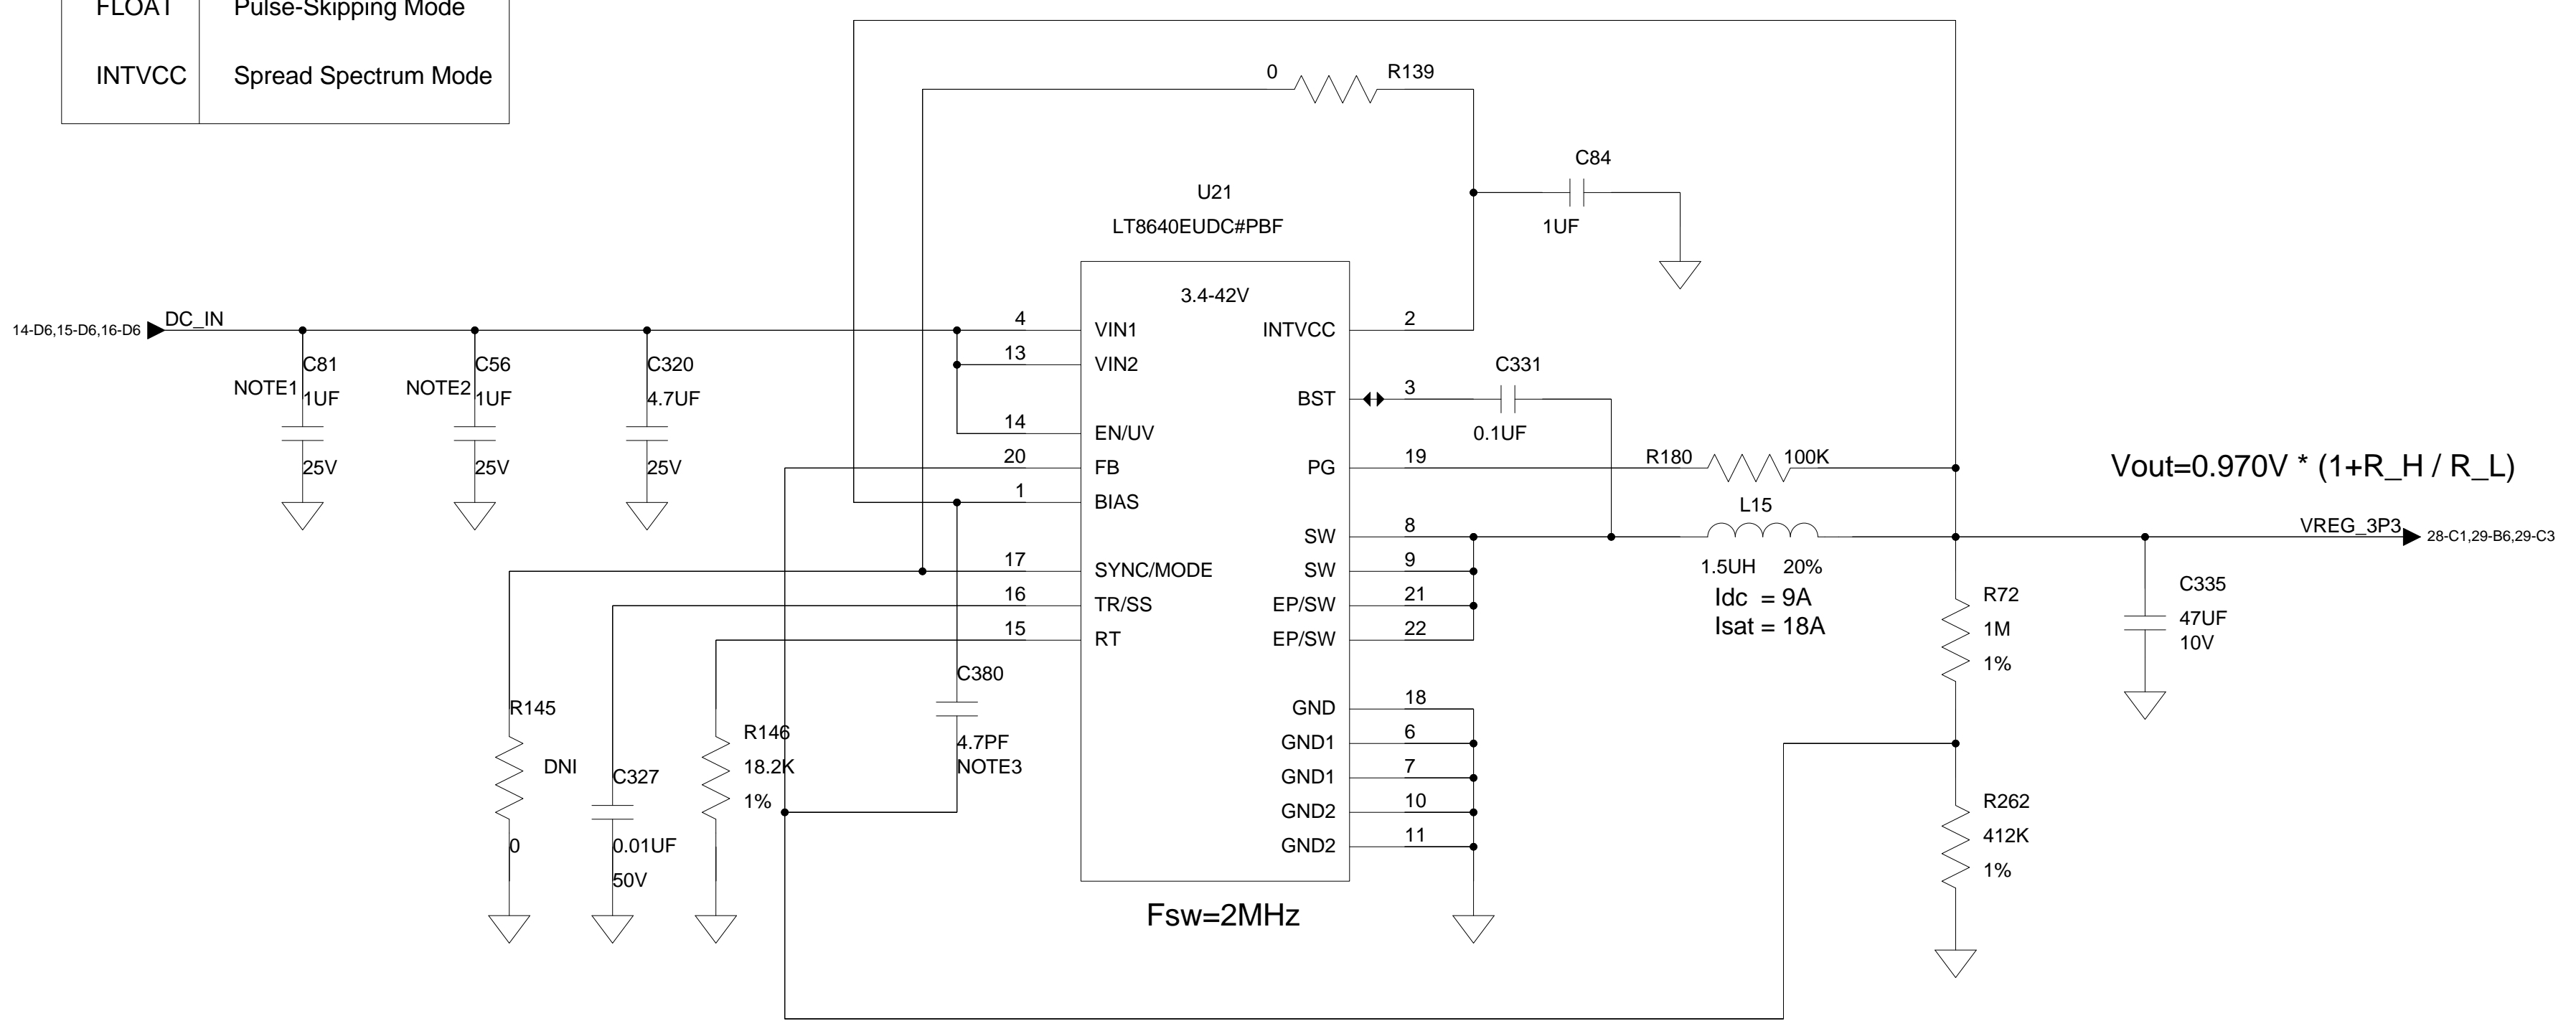 FLOAT Pulse-Skipping Mode
INTVCC Spread Spectrum Mode
0 R139
C84
1UF
U21
LT8640EUDC#PBF
3.4-42V
14-D6,15-D6,16-D6 DC_IN
C81
NOTE1
1UF
25V
C56
NOTE2
1UF
25V
C320
4.7UF
25V
4 VIN1
13 VIN2
14 EN/UV
20 FB
1 BIAS
17 SYNC/MODE
16 TR/SS
15 RT
INTVCC 2
BST 3
PG 19
SW 8
SW 9
EP/SW 21
EP/SW 22
GND 18
GND1 6
GND1 7
GND2 10
GND2 11
C331
0.1UF
R180 100K
L15
1.5UH 20%
Idc = 9A
Isat = 18A
Vout=0.970V * (1+R_H / R_L)
VREG_3P3 28-C1,29-B6,29-C3
C335
47UF
10V
R72
1M
1%
R262
412K
1%
R145
DNI
0
C327
0.01UF
50V
R146
18.2K
1%
C380
4.7PF
NOTE3
Fsw=2MHz